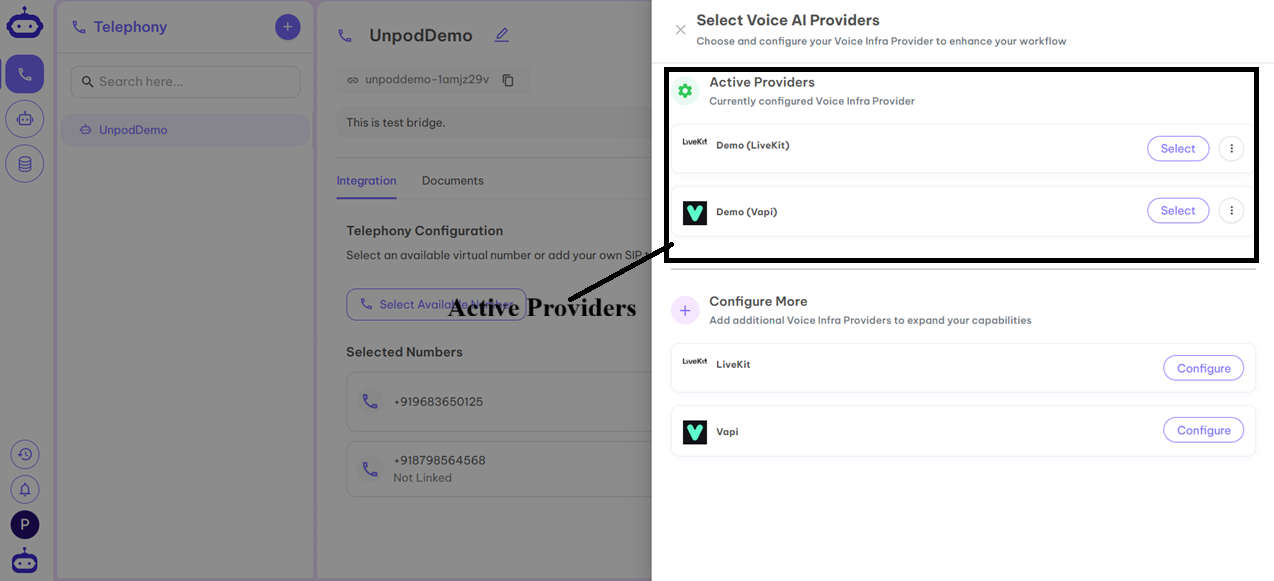 Telephony
+
Search here...
UnpodDemo
P
UnpodDemo
unpoddemo-1amjz29v
This is test bridge.
Integration
Documents
Telephony Configuration
Select an available virtual number or add your own SIP
Select Available Number
Active Providers
Selected Numbers
+919683650125
+918798564568
Not Linked
Select Voice AI Providers
Choose and configure your Voice Infra Provider to enhance your workflow
Active Providers
Currently configured Voice Infra Provider
LiveKit
Demo (LiveKit)
Select
Demo (Vapi)
Select
+
Configure More
Add additional Voice Infra Providers to expand your capabilities
LiveKit
LiveKit
Configure
Vapi
Configure